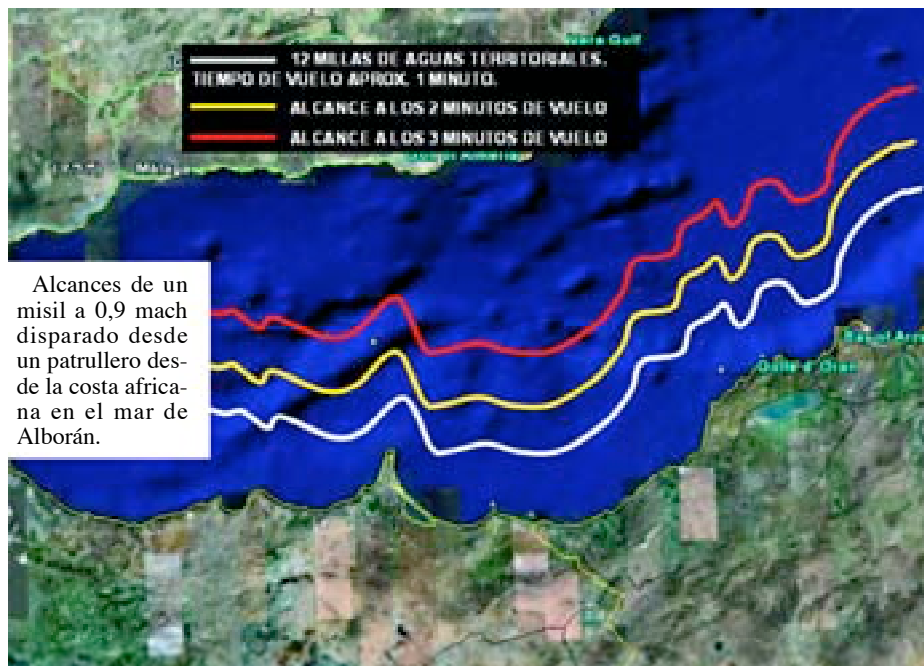 12 MILLAS DE AGUAS TERRITORIALES.
TIEMPO DE VUELO APROX. 1 MINUTO.
ALCANCE A LOS 2 MINUTOS DE VUELO
ALCANCE A LOS 3 MINUTOS DE VUELO
Alcances de un
misil a 0,9 mach
disparado desde
un patrullero des-
de la costa africa-
na en el mar de
Alborán.